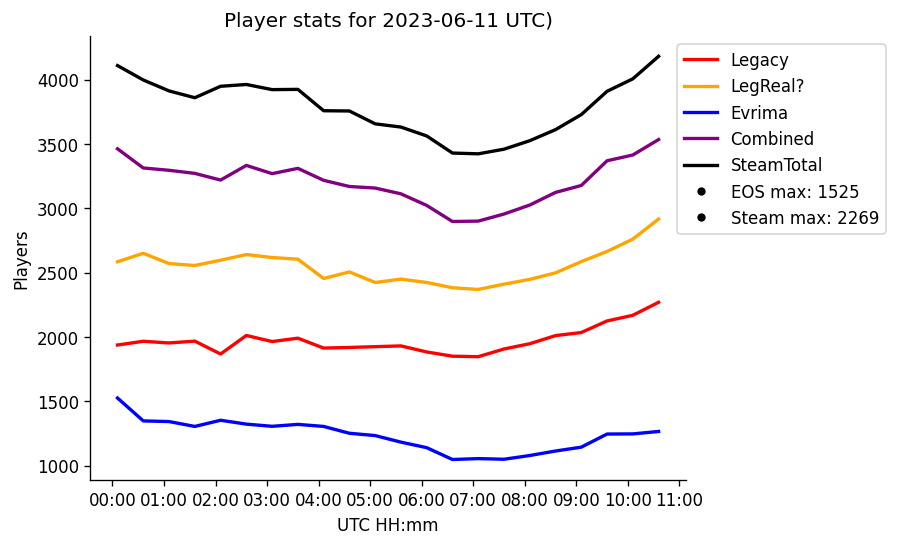 Player stats for 2023-06-11 UTC)
Legacy
LegReal?
Evrima
Combined
SteamTotal
EOS max: 1525
Steam max: 2269
Players
4000
3500
3000
2500
2000
1500
1000
00:00 01:00 02:00 03:00 04:00 05:00 06:00 07:00 08:00 09:00 10:00 11:00
UTC HH:mm